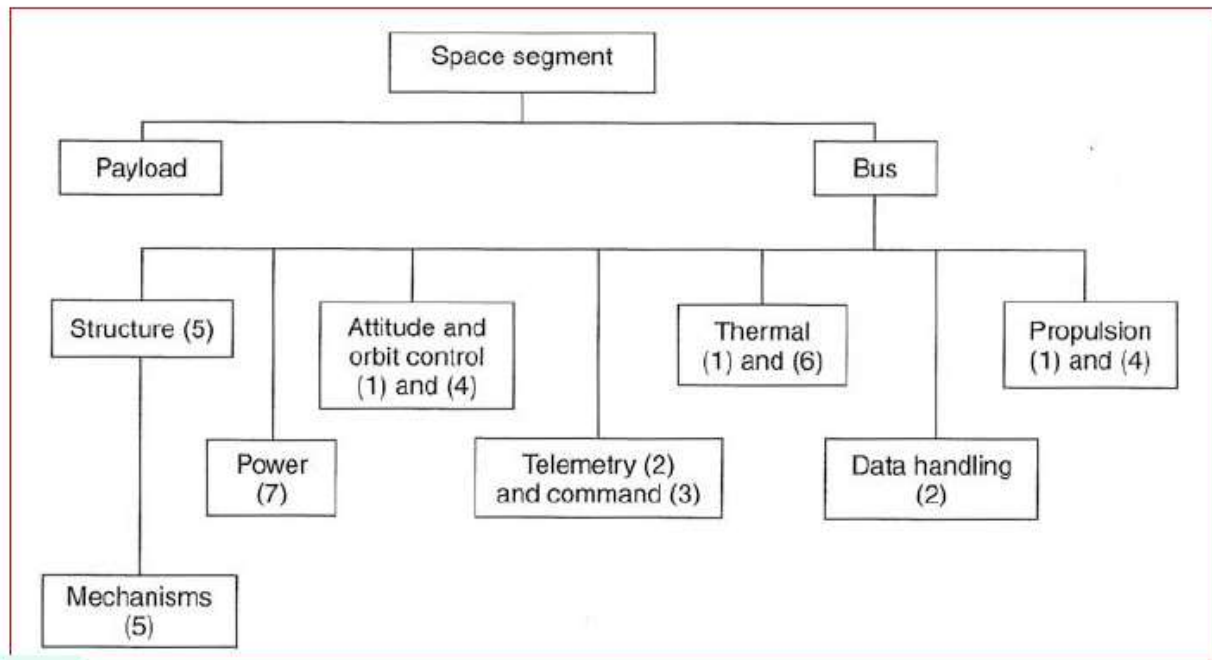 Space segment
Payload
Bus
Structure (5)
Attitude and
orbit control
(1) and (4)
Thermal
(1) and (6)
Propulsion
(1) and (4)
Power
(7)
Telemetry (2)
and command (3)
Data handling
(2)
Mechanisms
(5)